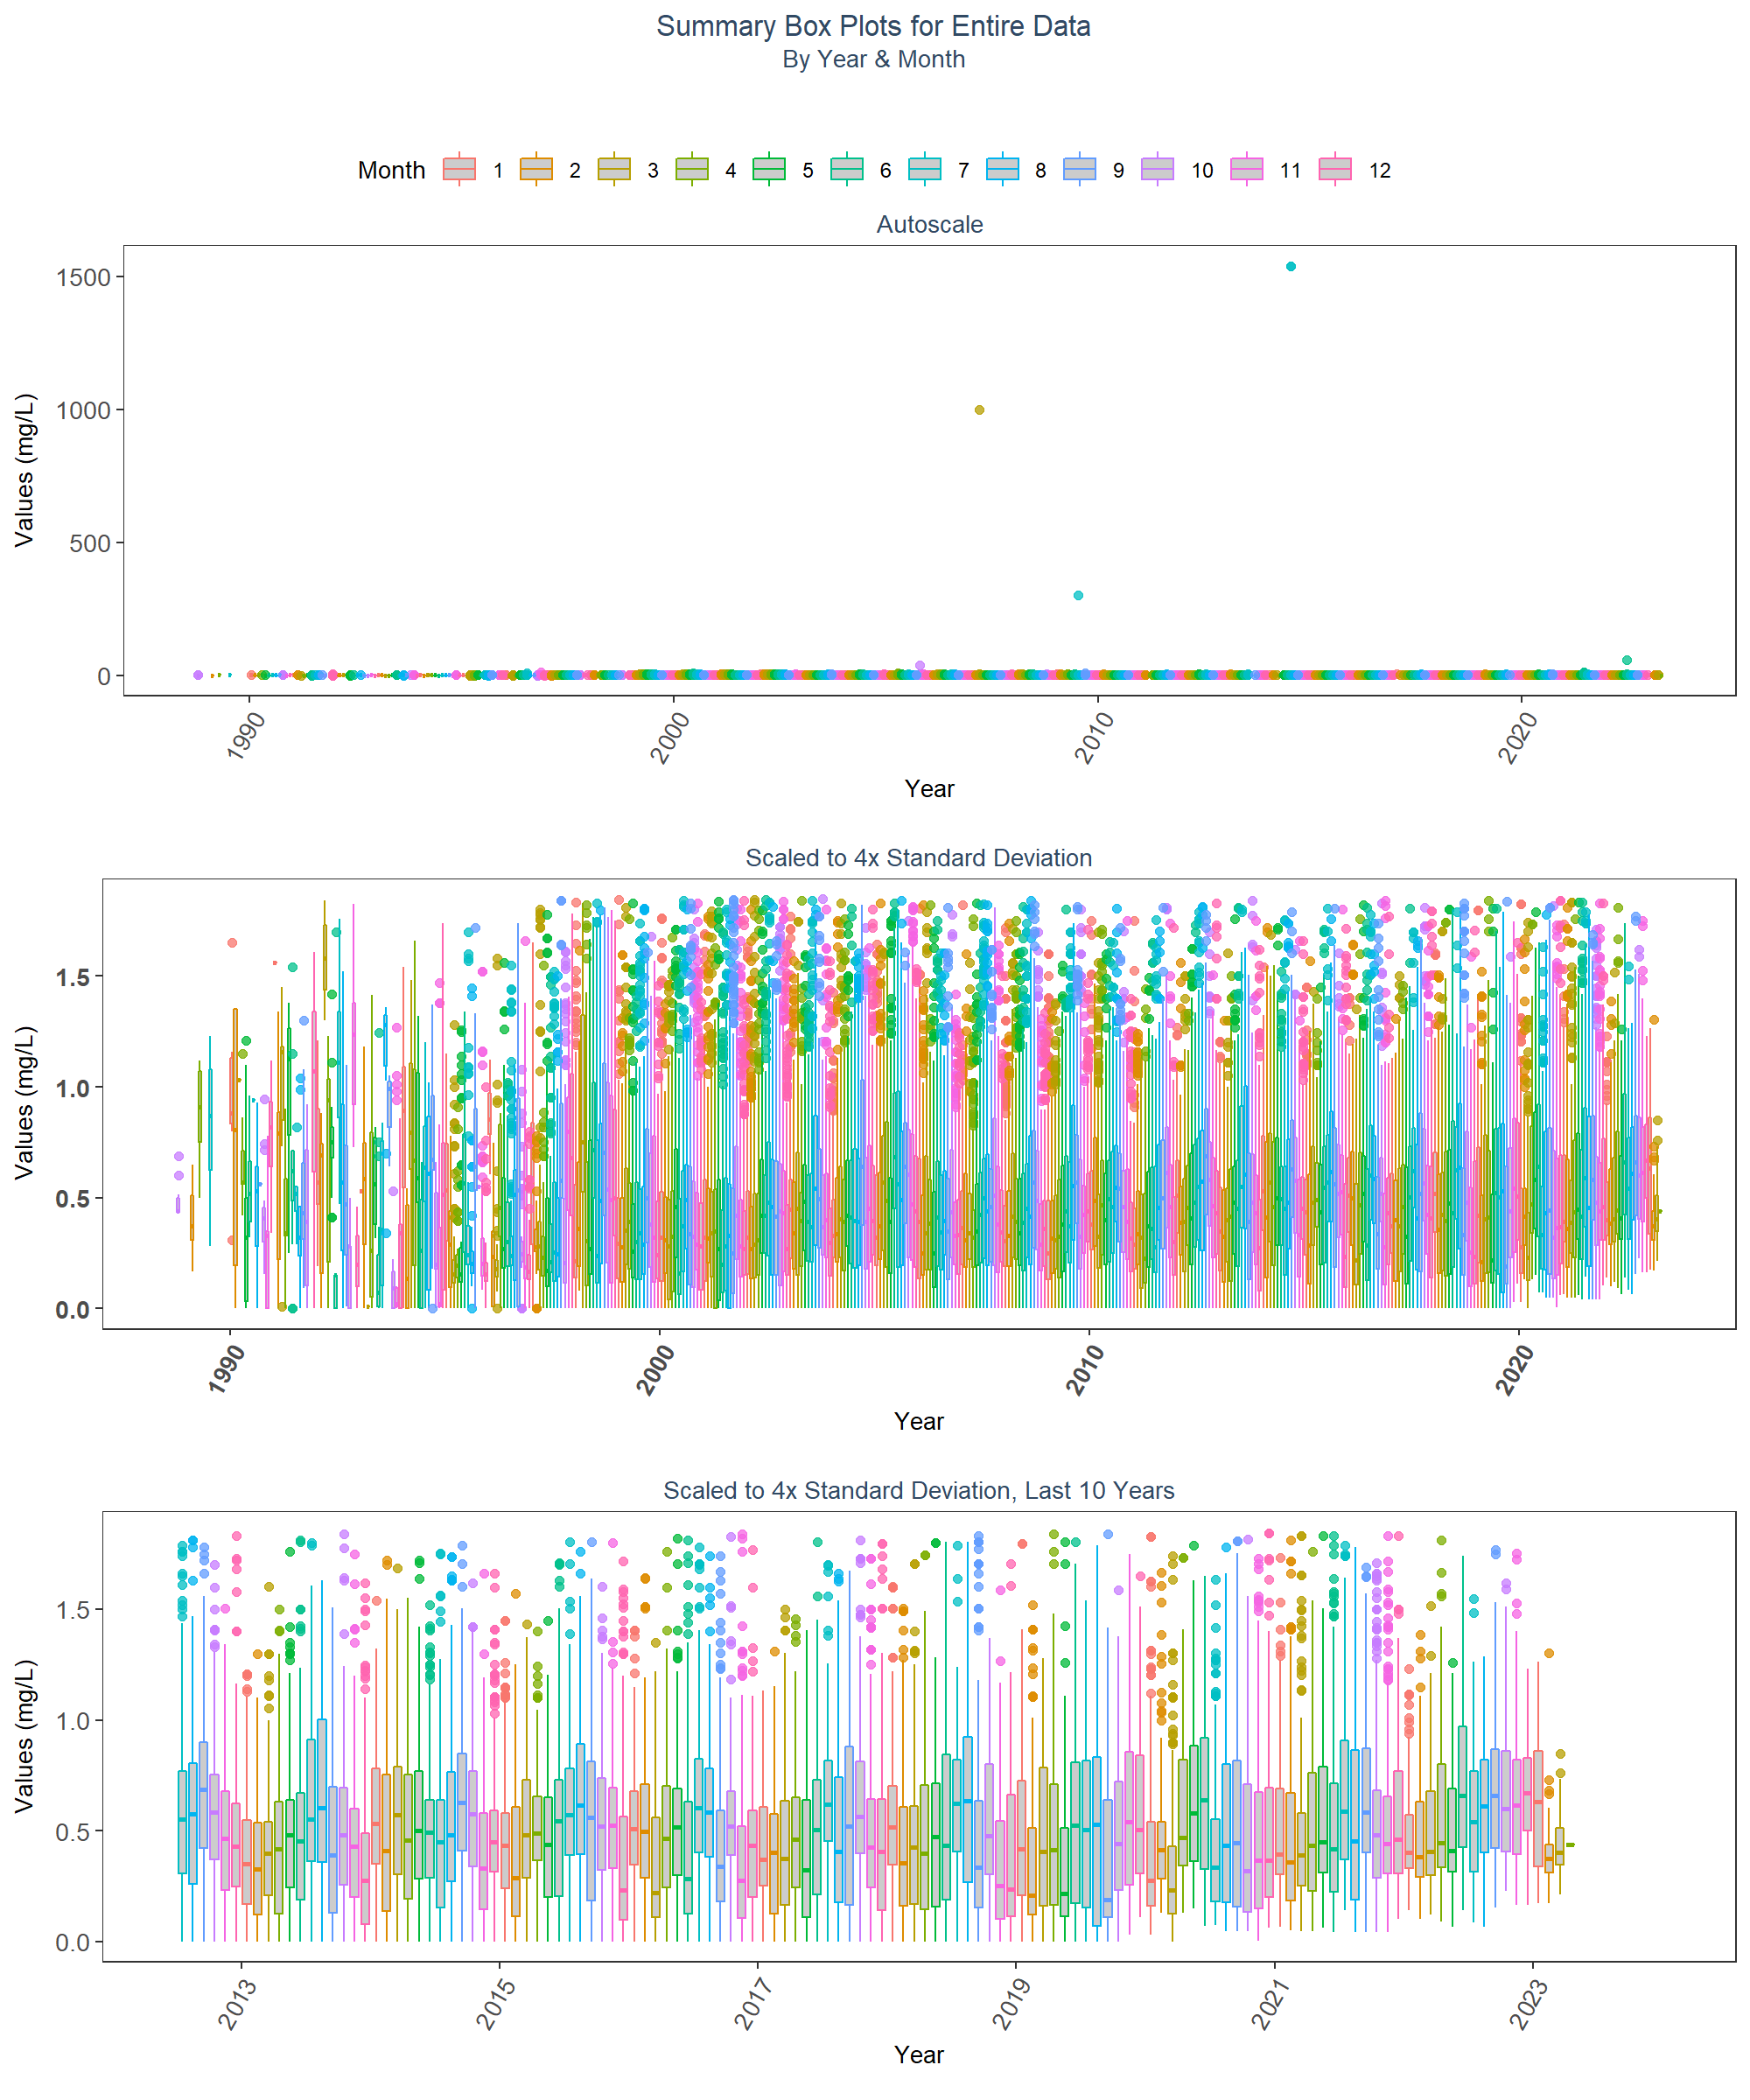 Summary Box Plots for Entire Data
By Year & Month
Month 1 2 3 4 5 6 7 8 9 10 11 12
Autoscale
Values (mg/L)
1500
1000
500
0
1990 2000 2010 2020
Year
Scaled to 4x Standard Deviation
Values (mg/L)
1.5
1.0
0.5
0.0
1990 2000 2010 2020
Year
Scaled to 4x Standard Deviation, Last 10 Years
Values (mg/L)
1.5
1.0
0.5
0.0
2013 2015 2017 2019 2021 2023
Year